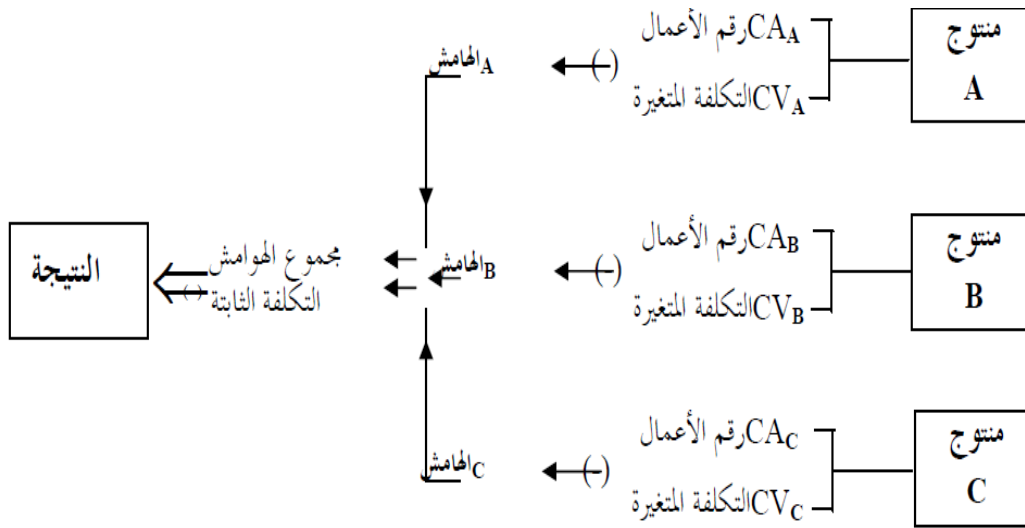 منتوج
A
CA_A رقم الأعمال
CV_A التكلفة المتغيرة
(-)
الهامش A
منتوج
B
CA_B رقم الأعمال
CV_B التكلفة المتغيرة
(-)
الهامش B
مجموع الهوامش
التكلفة الثابتة
(-)
النتيجة
منتوج
C
CA_C رقم الأعمال
CV_C التكلفة المتغيرة
(-)
الهامش C